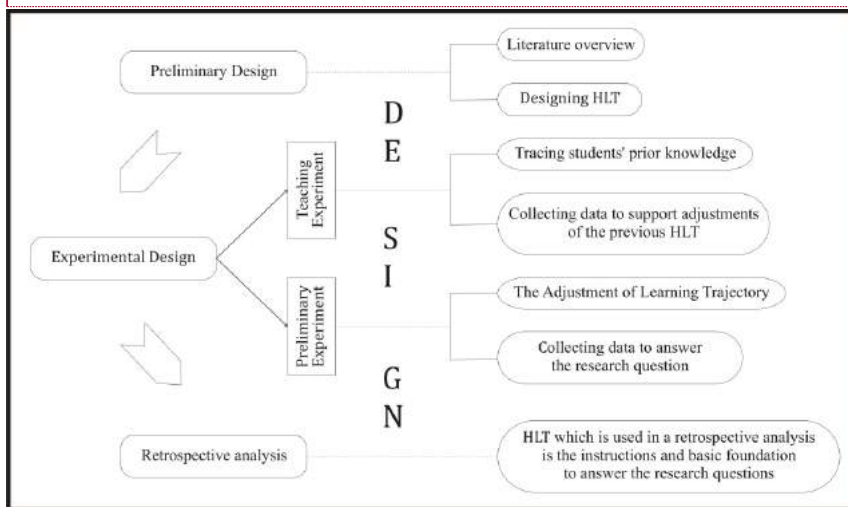 Preliminary Design
Literature overview
Designing HLT
D
E
S
I
G
N
Teaching
Experiment
Tracing students' prior knowledge
Collecting data to support adjustments
of the previous HLT
Experimental Design
Preliminary
Experiment
The Adjustment of Learning Trajectory
Collecting data to answer
the research question
Retrospective analysis
HLT which is used in a retrospective analysis
is the instructions and basic foundation
to answer the research questions